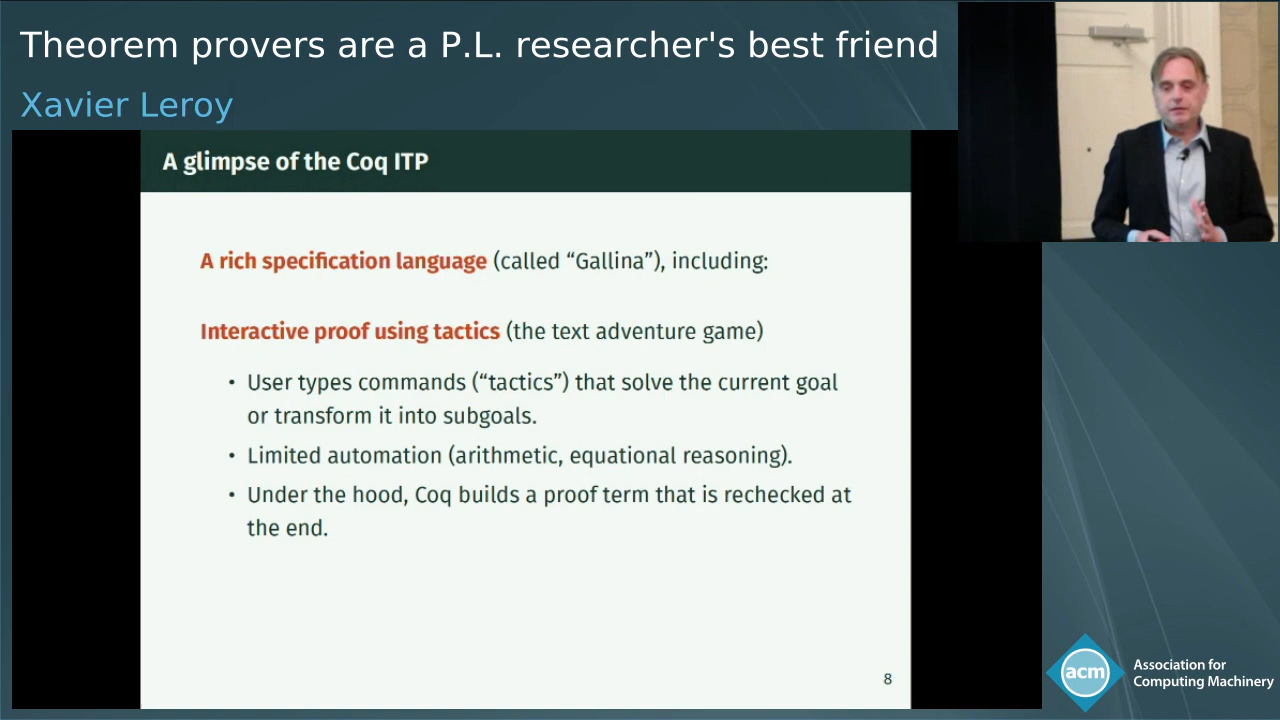 Theorem provers are a P.L. researcher's best friend
Xavier Leroy
A glimpse of the Coq ITP
A rich specification language (called “Gallina”), including:
Interactive proof using tactics (the text adventure game)
• User types commands (“tactics”) that solve the current goal
or transform it into subgoals.
• Limited automation (arithmetic, equational reasoning).
• Under the hood, Coq builds a proof term that is rechecked at
the end.
8
acm
Association for
Computing Machinery